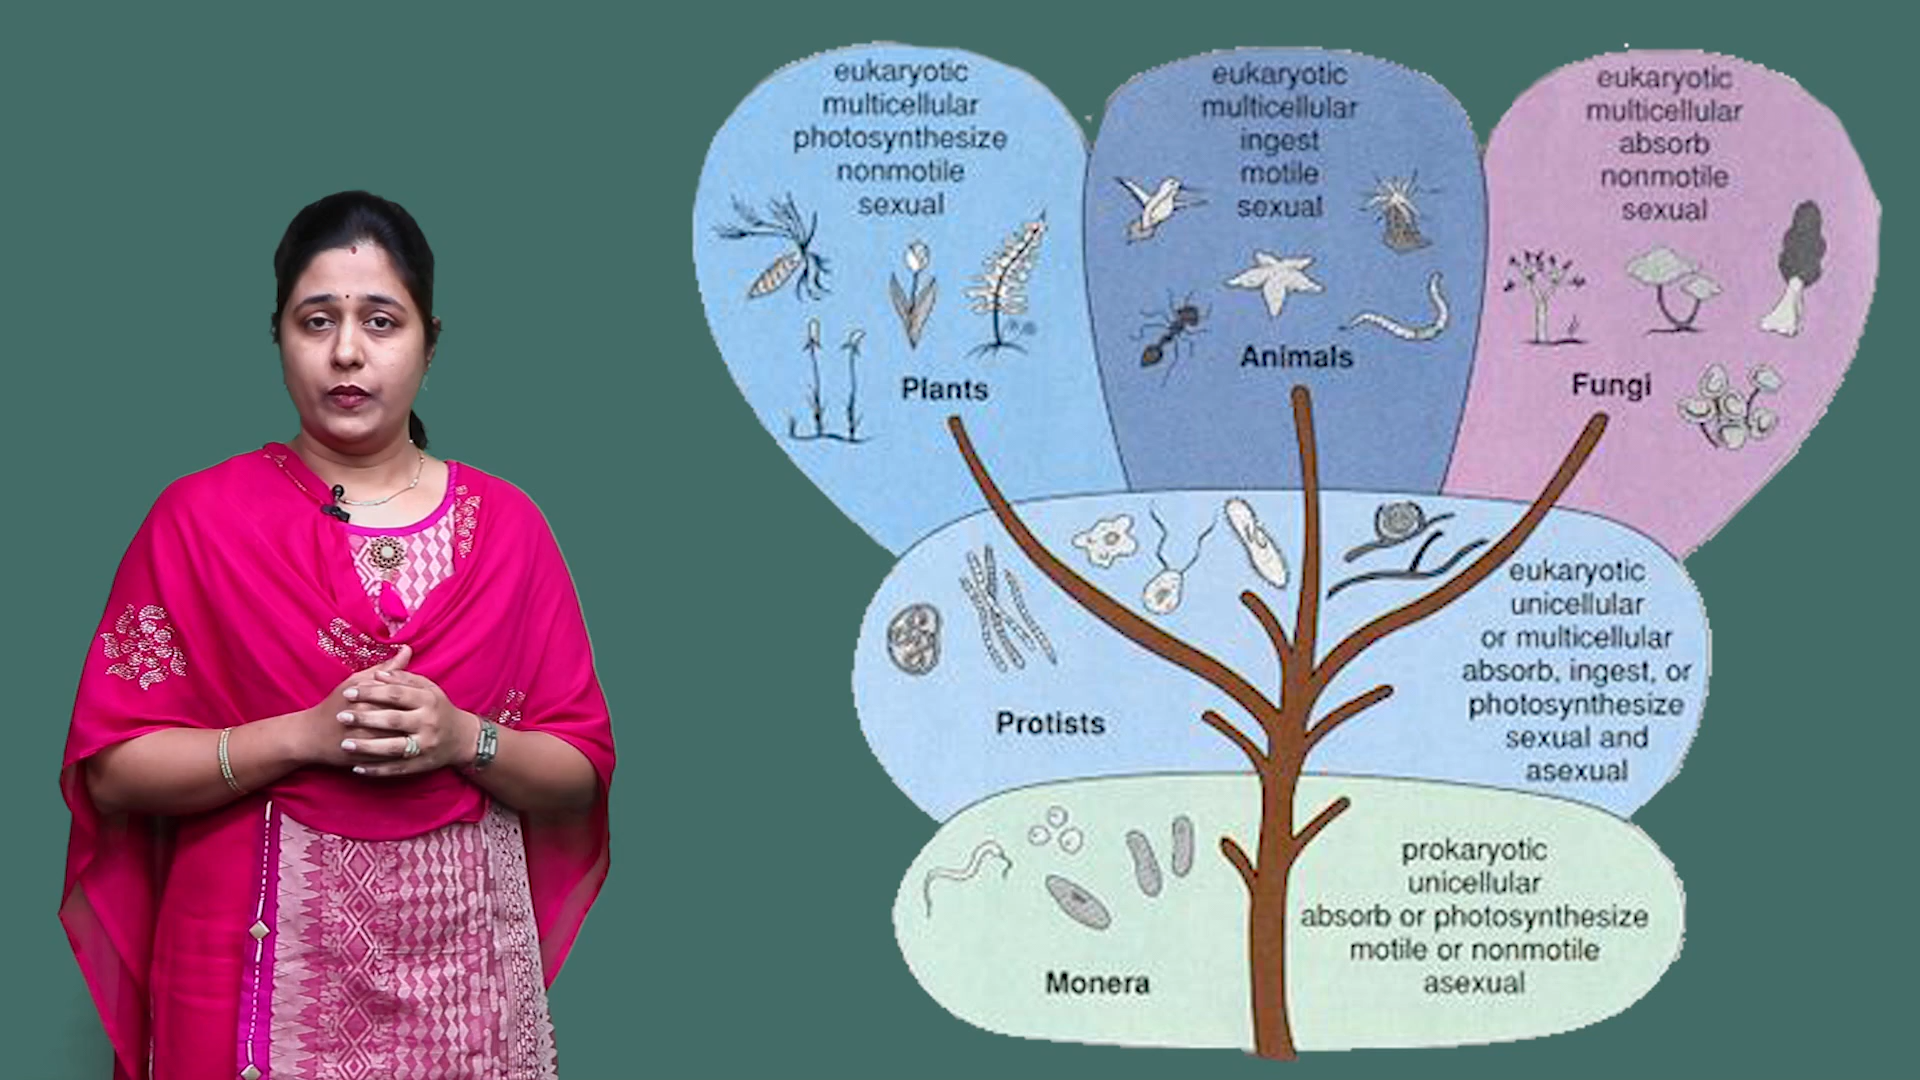 eukaryotic
multicellular
photosynthesize
nonmotile
sexual
Plants
eukaryotic
multicellular
ingest
motile
sexual
Animals
eukaryotic
multicellular
absorb
nonmotile
sexual
Fungi
Protists
eukaryotic
unicellular
or multicellular
absorb, ingest, or
photosynthesize
sexual and
asexual
Monera
prokaryotic
unicellular
absorb or photosynthesize
motile or nonmotile
asexual